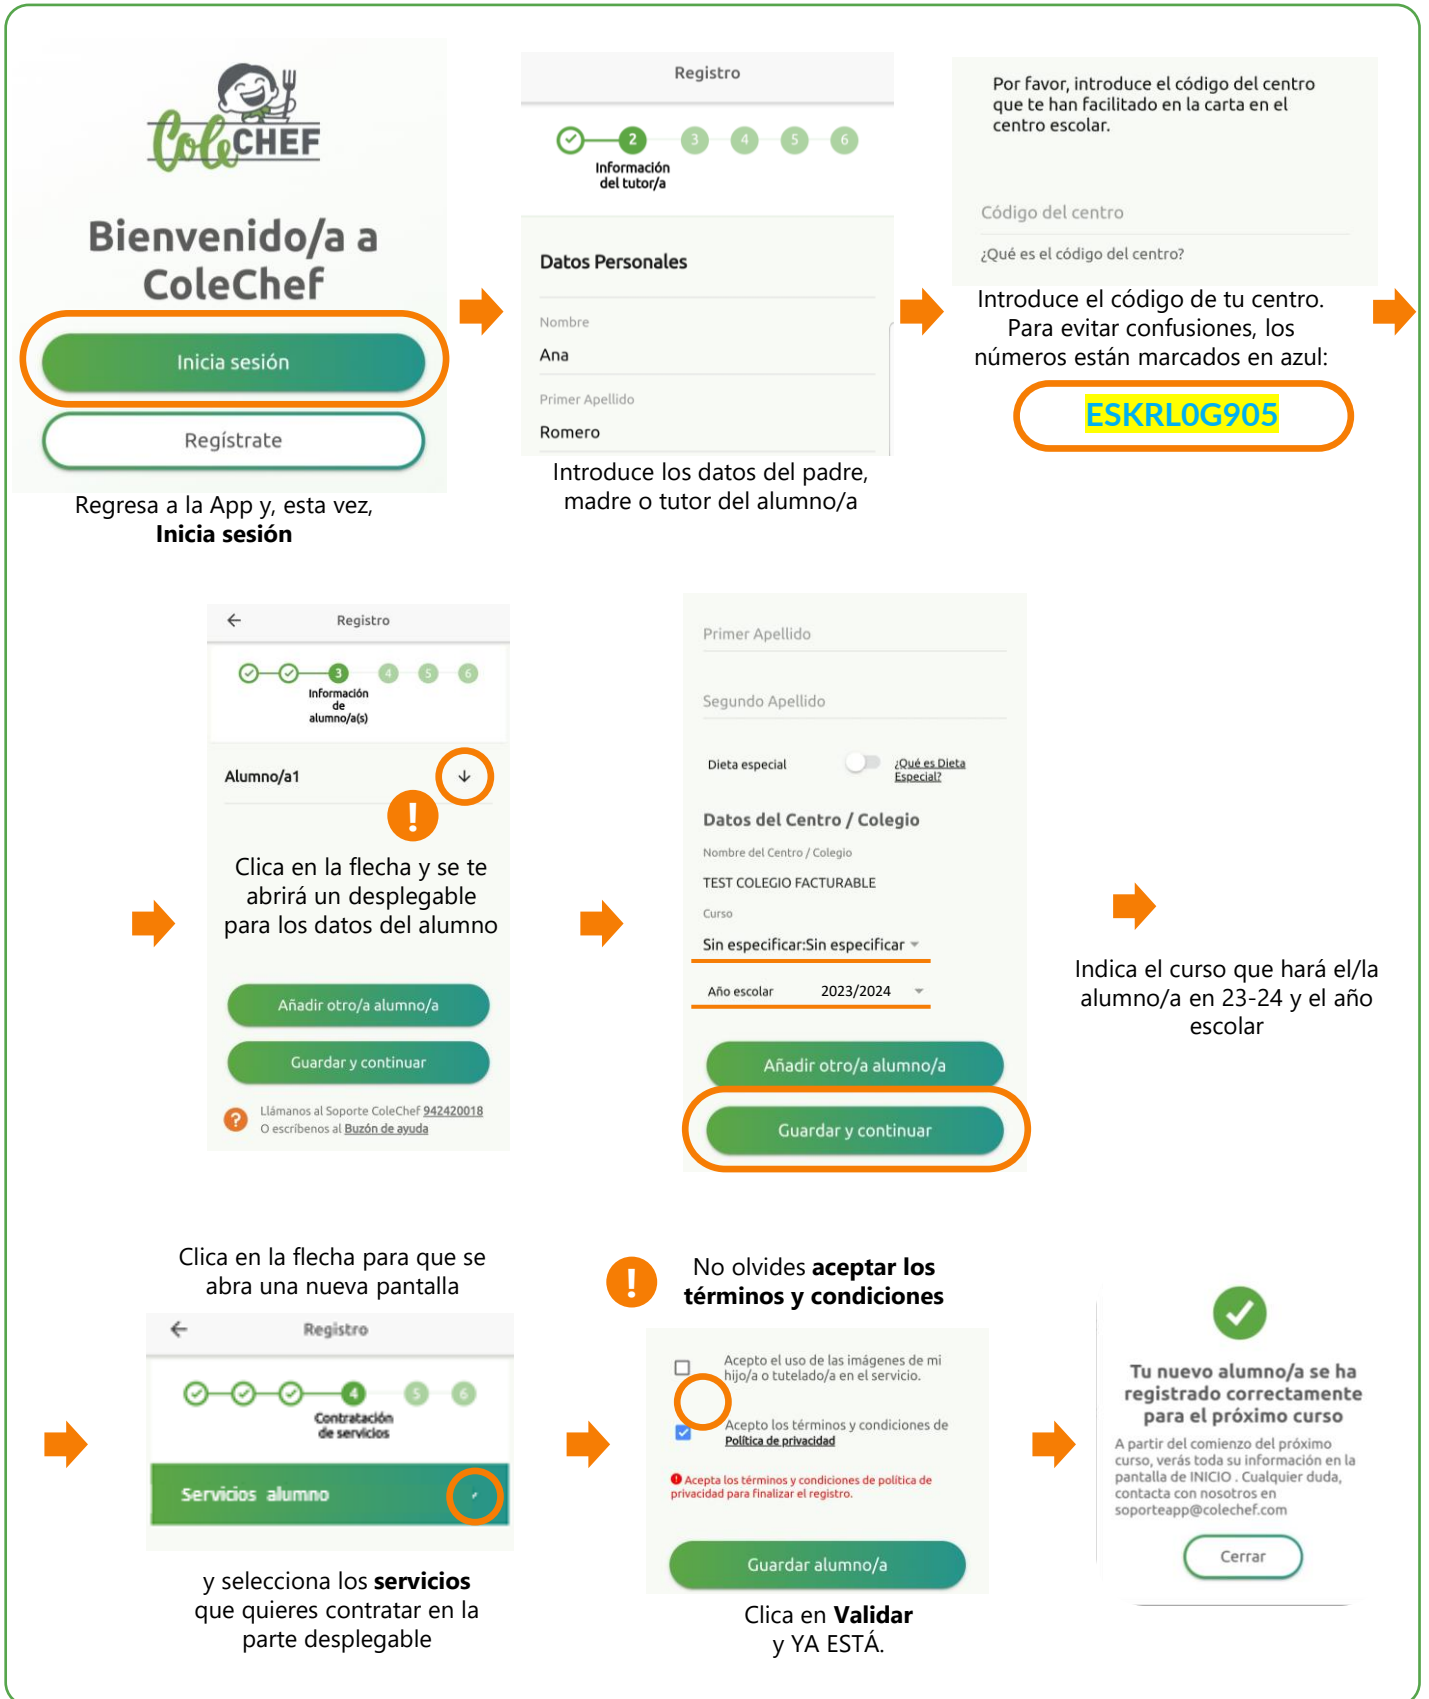 ColeCHEF
Bienvenido/a a
ColeChef
Inicia sesión
Regístrate
Regresa a la App y, esta vez,
Inicia sesión
Registro
2 3 4 5 6
Información
del tutor/a
Datos Personales
Nombre
Ana
Primer Apellido
Romero
Introduce los datos del padre,
madre o tutor del alumno/a
Por favor, introduce el código del centro
que te han facilitado en la carta en el
centro escolar.
Código del centro
¿Qué es el código del centro?
Introduce el código de tu centro.
Para evitar confusiones, los
números están marcados en azul:
ESKRL0G905
Registro
3 4 5 6
Información
de
alumno/a(s)
Alumno/a1
!
Clica en la flecha y se te
abrirá un desplegable
para los datos del alumno
Añadir otro/a alumno/a
Guardar y continuar
? Llámanos al Soporte ColeChef 942420018
O escríbenos al Buzón de ayuda
Primer Apellido
Segundo Apellido
Dieta especial ¿Qué es Dieta
Especial?
Datos del Centro / Colegio
Nombre del Centro / Colegio
TEST COLEGIO FACTURABLE
Curso
Sin especificar:Sin especificar
Año escolar 2023/2024
Añadir otro/a alumno/a
Guardar y continuar
Indica el curso que hará el/la
alumno/a en 23-24 y el año
escolar
Clica en la flecha para que se
abra una nueva pantalla
Registro
4 5 6
Contratación
de servicios
Servicios alumno
y selecciona los servicios
que quieres contratar en la
parte desplegable
!
No olvides aceptar los
términos y condiciones
Acepto el uso de las imágenes de mi
hijo/a o tutelado/a en el servicio.
Acepto los términos y condiciones de
Política de privacidad
! Acepta los términos y condiciones de política de
privacidad para finalizar el registro.
Guardar alumno/a
Clica en Validar
y YA ESTÁ.
Tu nuevo alumno/a se ha
registrado correctamente
para el próximo curso
A partir del comienzo del próximo
curso, verás toda su información en la
pantalla de INICIO . Cualquier duda,
contacta con nosotros en
soporteapp@colechef.com
Cerrar